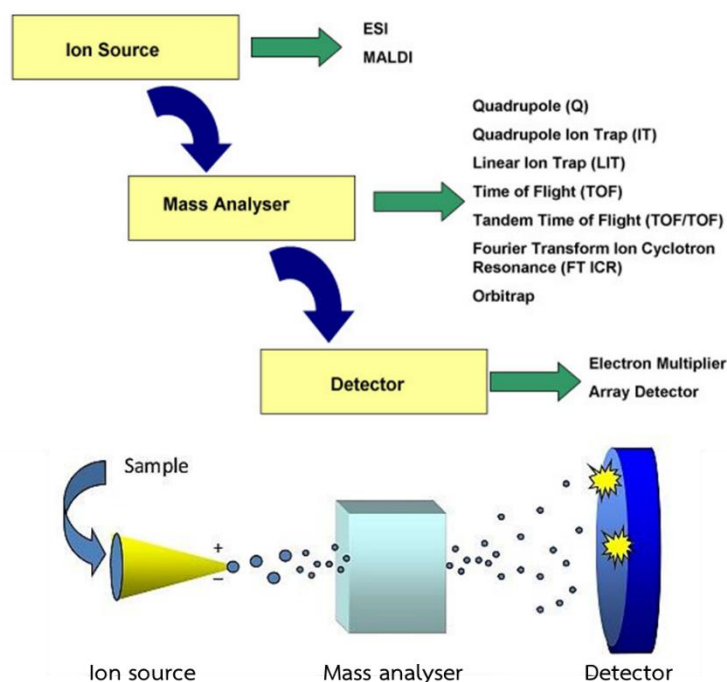 Ion Source
ESI
MALDI
Mass Analyser
Quadrupole (Q)
Quadrupole Ion Trap (IT)
Linear Ion Trap (LIT)
Time of Flight (TOF)
Tandem Time of Flight (TOF/TOF)
Fourier Transform Ion Cyclotron
Resonance (FT ICR)
Orbitrap
Detector
Electron Multiplier
Array Detector
Sample
+
–
Ion source
Mass analyser
Detector